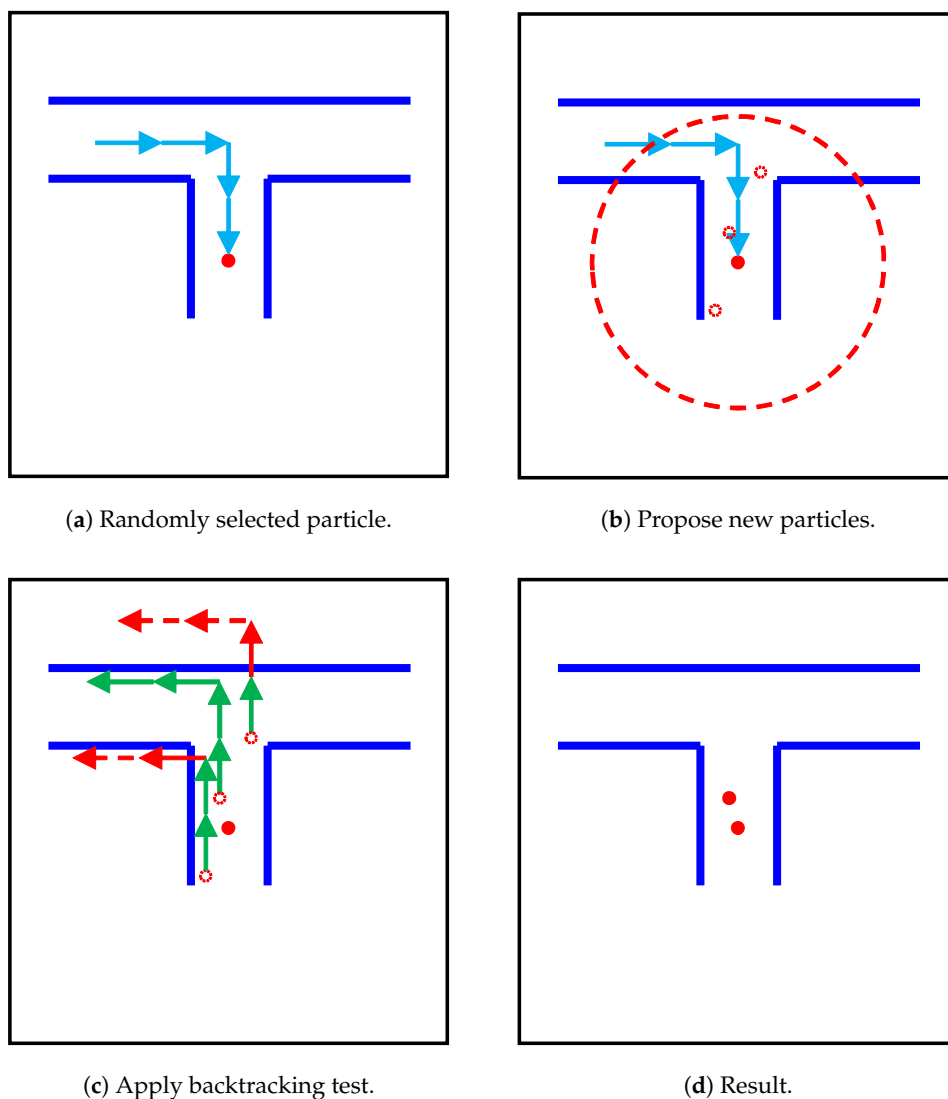 (a) Randomly selected particle.
(b) Propose new particles.
(c) Apply backtracking test.
(d) Result.